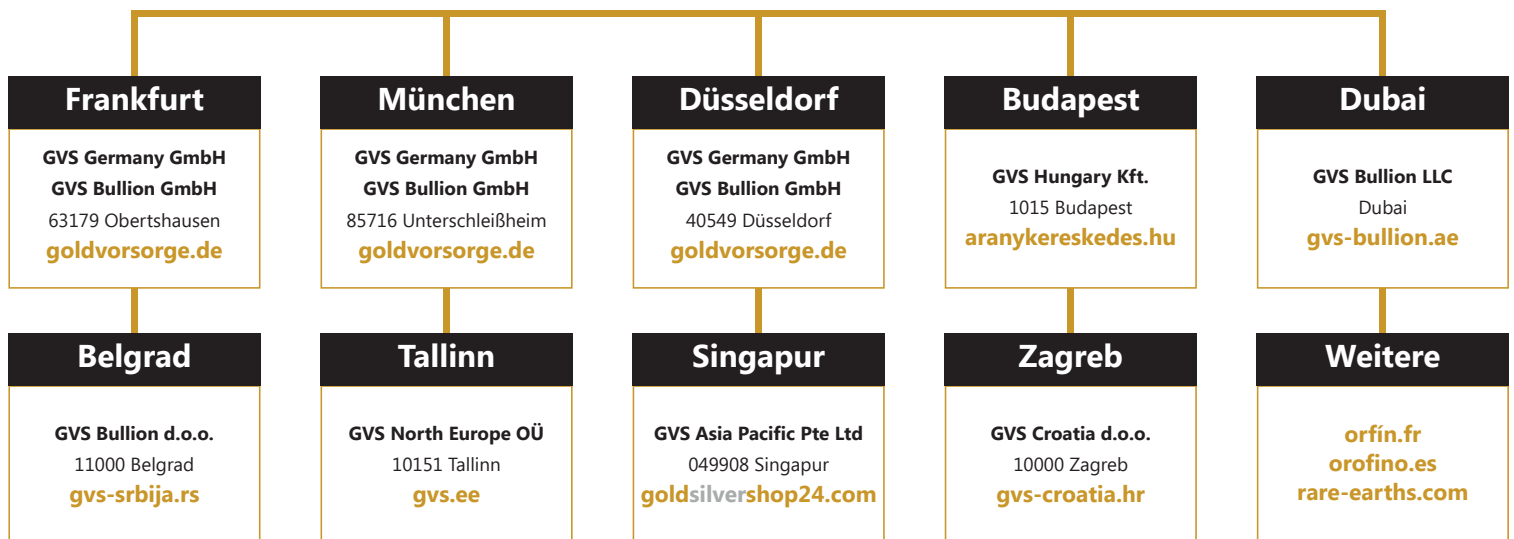 Frankfurt
GVS Germany GmbH
GVS Bullion GmbH
63179 Obertshausen
goldvorsorge.de
München
GVS Germany GmbH
GVS Bullion GmbH
85716 Unterschleißheim
goldvorsorge.de
Düsseldorf
GVS Germany GmbH
GVS Bullion GmbH
40549 Düsseldorf
goldvorsorge.de
Budapest
GVS Hungary Kft.
1015 Budapest
aranykereskedes.hu
Dubai
GVS Bullion LLC
Dubai
gvs-bullion.ae
Belgrad
GVS Bullion d.o.o.
11000 Belgrad
gvs-srbija.rs
Tallinn
GVS North Europe OÜ
10151 Tallinn
gvs.ee
Singapur
GVS Asia Pacific Pte Ltd
049908 Singapur
goldsilvershop24.com
Zagreb
GVS Croatia d.o.o.
10000 Zagreb
gvs-croatia.hr
Weitere
orfín.fr
orofino.es
rare-earths.com